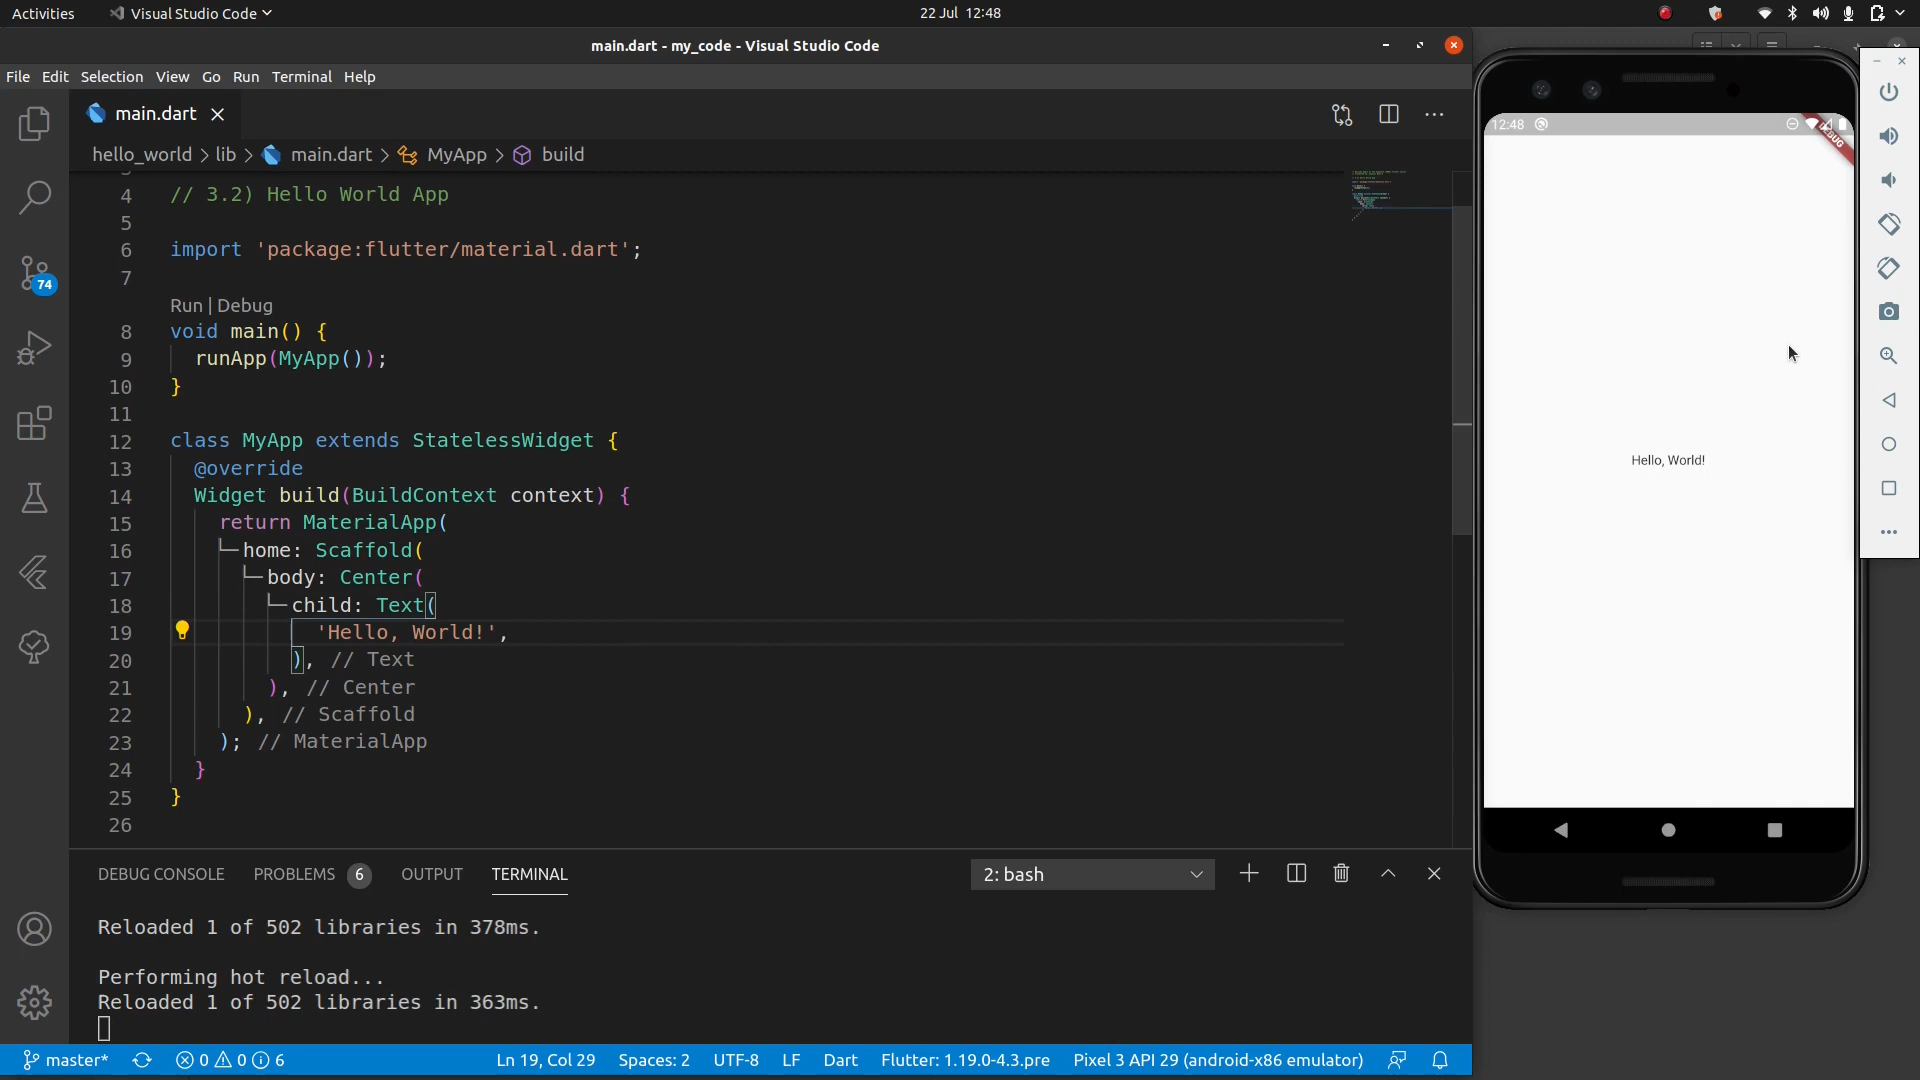 Activities Visual Studio Code 22 Jul 12:48
main.dart - my_code - Visual Studio Code
File Edit Selection View Go Run Terminal Help
main.dart
hello_world > lib > main.dart > MyApp > build
74
4 // 3.2) Hello World App
5
6 import 'package:flutter/material.dart';
7
Run | Debug
8 void main() {
9 runApp(MyApp());
10 }
11
12 class MyApp extends StatelessWidget {
13 @override
14 Widget build(BuildContext context) {
15 return MaterialApp(
16 home: Scaffold(
17 body: Center(
18 child: Text(
19 'Hello, World!',
20 ), // Text
21 ), // Center
22 ), // Scaffold
23 ); // MaterialApp
24 }
25 }
26
DEBUG CONSOLE PROBLEMS 6 OUTPUT TERMINAL 2: bash
Reloaded 1 of 502 libraries in 378ms.
Performing hot reload...
Reloaded 1 of 502 libraries in 363ms.
master* 0 0 6 Ln 19, Col 29 Spaces: 2 UTF-8 LF Dart Flutter: 1.19.0-4.3.pre Pixel 3 API 29 (android-x86 emulator)
12:48
DEBUG
Hello, World!